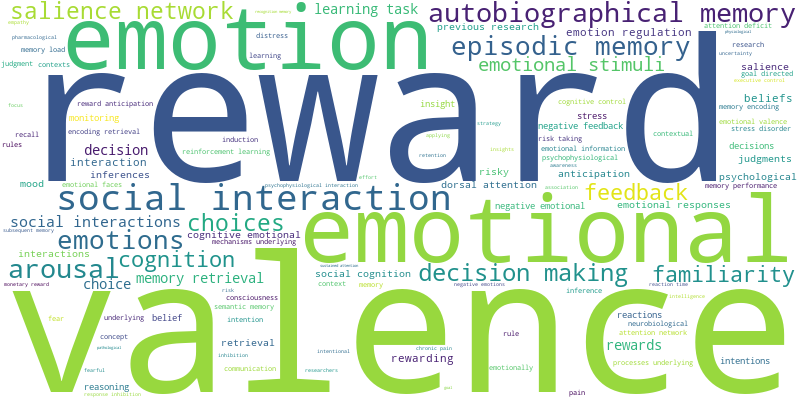 salience network
emotion
learning task
autobiographical memory
empathy
pharmacological
distress
previous research
emotion regulation
attention deficit
memory load
learning
episodic memory
research
uncertainty
judgment
contexts
emotional stimuli
salience
goal directed
reward
focus
reward anticipation
insight
cognitive control
beliefs
memory encoding
monitoring
stress
emotional valence
recall
encoding retrieval
applying
strategy
negative feedback
contextual
stress disorder
rules
decision
induction
risk taking
decisions
interaction
reinforcement learning
retention
insights
emotional information
psychophysiological
judgments
inferences
risky
awareness
anticipation
psychological
mood
emotional faces
psychophysiological interaction
effort
dorsal attention
association
memory performance
social interaction
feedback
emotional
negative emotional
emotional responses
social interactions
choices
subsequent memory
emotions
cognitive emotional
mechanisms underlying
interactions
cognition
arousal
memory retrieval
social cognition
decision making
familiarity
monetary reward
choice
context
memory
negative emotions
reaction time
valence
risk
consciousness
semantic memory
inference
intelligence
fear
underlying
belief
intention
reactions
neurobiological
concept
retrieval
intentional
rule
attention network
pathological
inhibition
researchers
chronic pain
rewarding
rewards
fearful
communication
emotionally
processes underlying
intentions
reasoning
response inhibition
pain